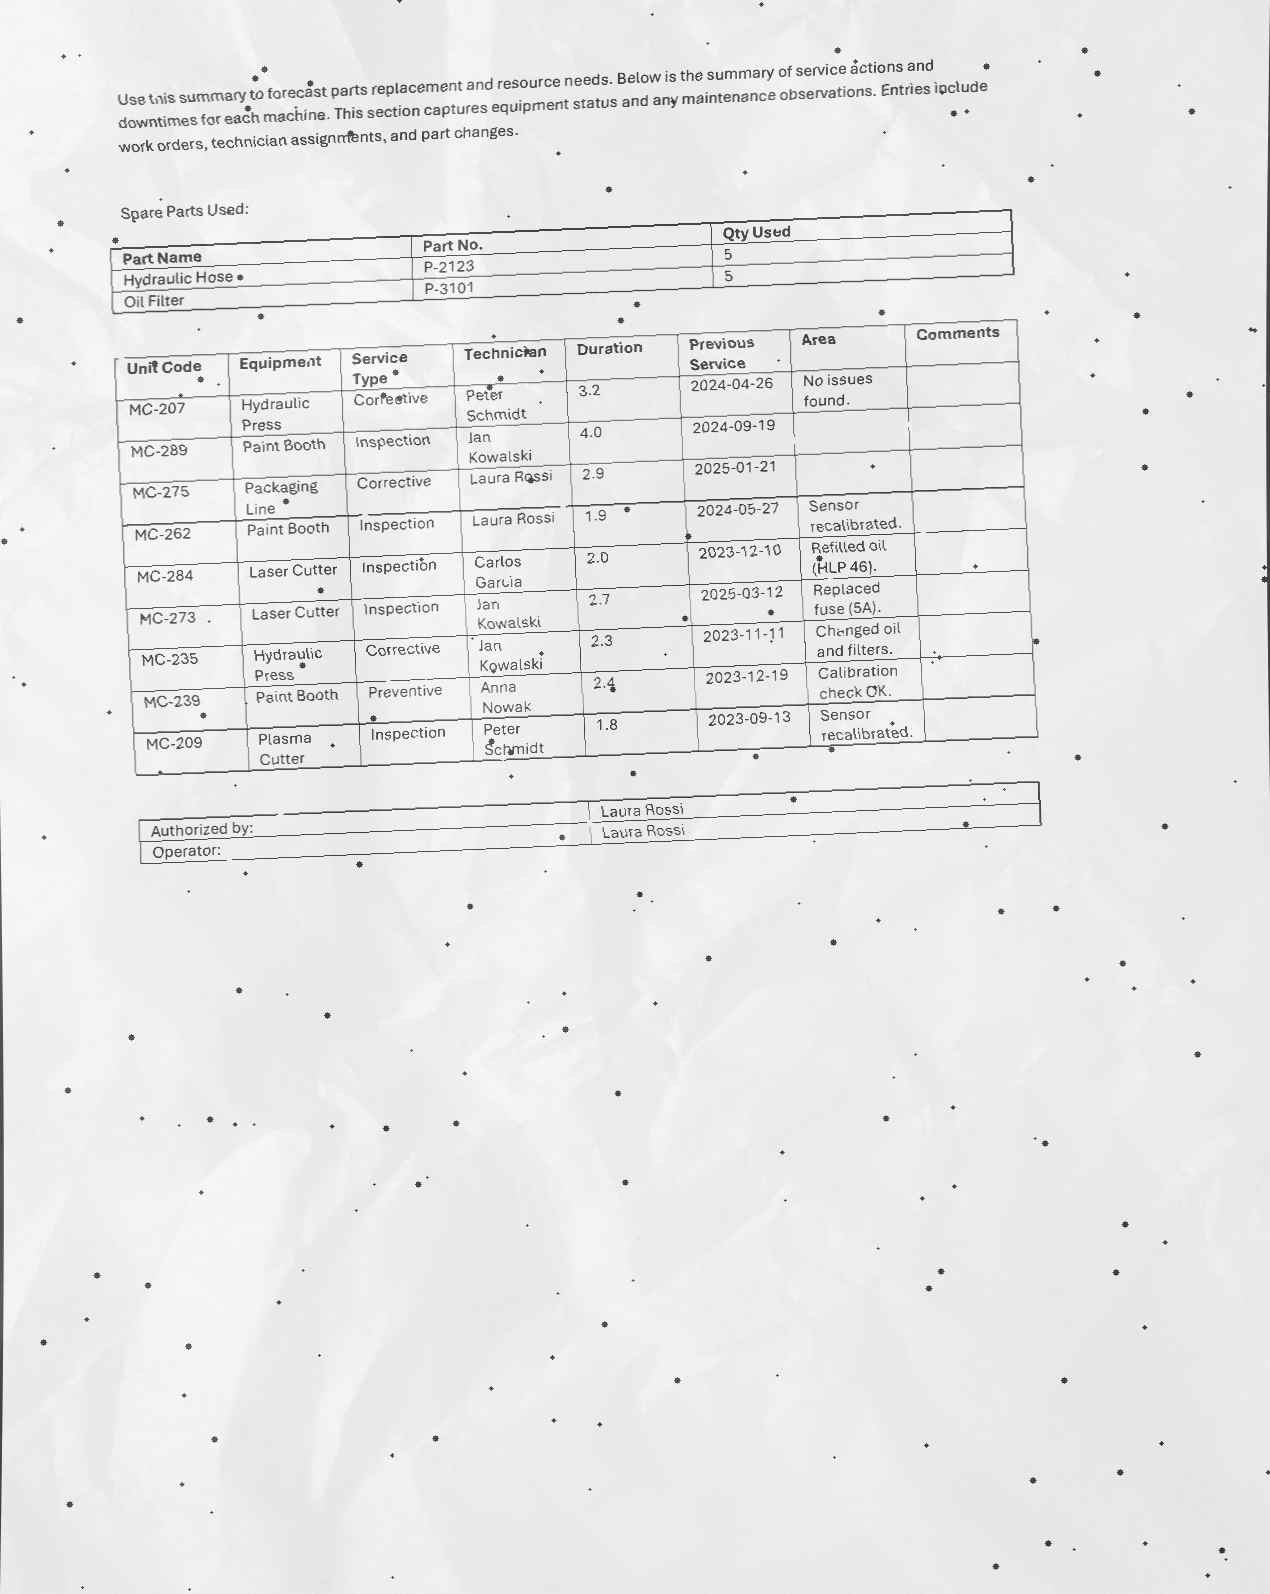 Use this summary to forecast parts replacement and resource needs. Below is the summary of service actions and
downtimes for each machine. This section captures equipment status and any maintenance observations. Entries include
work orders, technician assignments, and part changes.
Spare Parts Used:
Part Name Part No. Qty Used
Hydraulic Hose P-2123 5
Oil Filter P-3101 5
Unit Code Equipment Service Type Technician Duration Previous Service Area Comments
MC-207 Hydraulic Press Corrective Peter Schmidt 3.2 2024-04-26 No issues found.
MC-289 Paint Booth Inspection Jan Kowalski 4.0 2024-09-19
MC-275 Packaging Line Corrective Laura Rossi 2.9 2025-01-21
MC-262 Paint Booth Inspection Laura Rossi 1.9 2024-05-27 Sensor recalibrated.
MC-284 Laser Cutter Inspection Carlos Garcia 2.0 2023-12-10 Refilled oil (HLP 46).
MC-273 Laser Cutter Inspection Jan Kowalski 2.7 2025-03-12 Replaced fuse (5A).
MC-235 Hydraulic Press Corrective Jan Kowalski 2.3 2023-11-11 Changed oil and filters.
MC-239 Paint Booth Preventive Anna Nowak 2.4 2023-12-19 Calibration check OK.
MC-209 Plasma Cutter Inspection Peter Schmidt 1.8 2023-09-13 Sensor recalibrated.
Authorized by: Laura Rossi
Operator: Laura Rossi